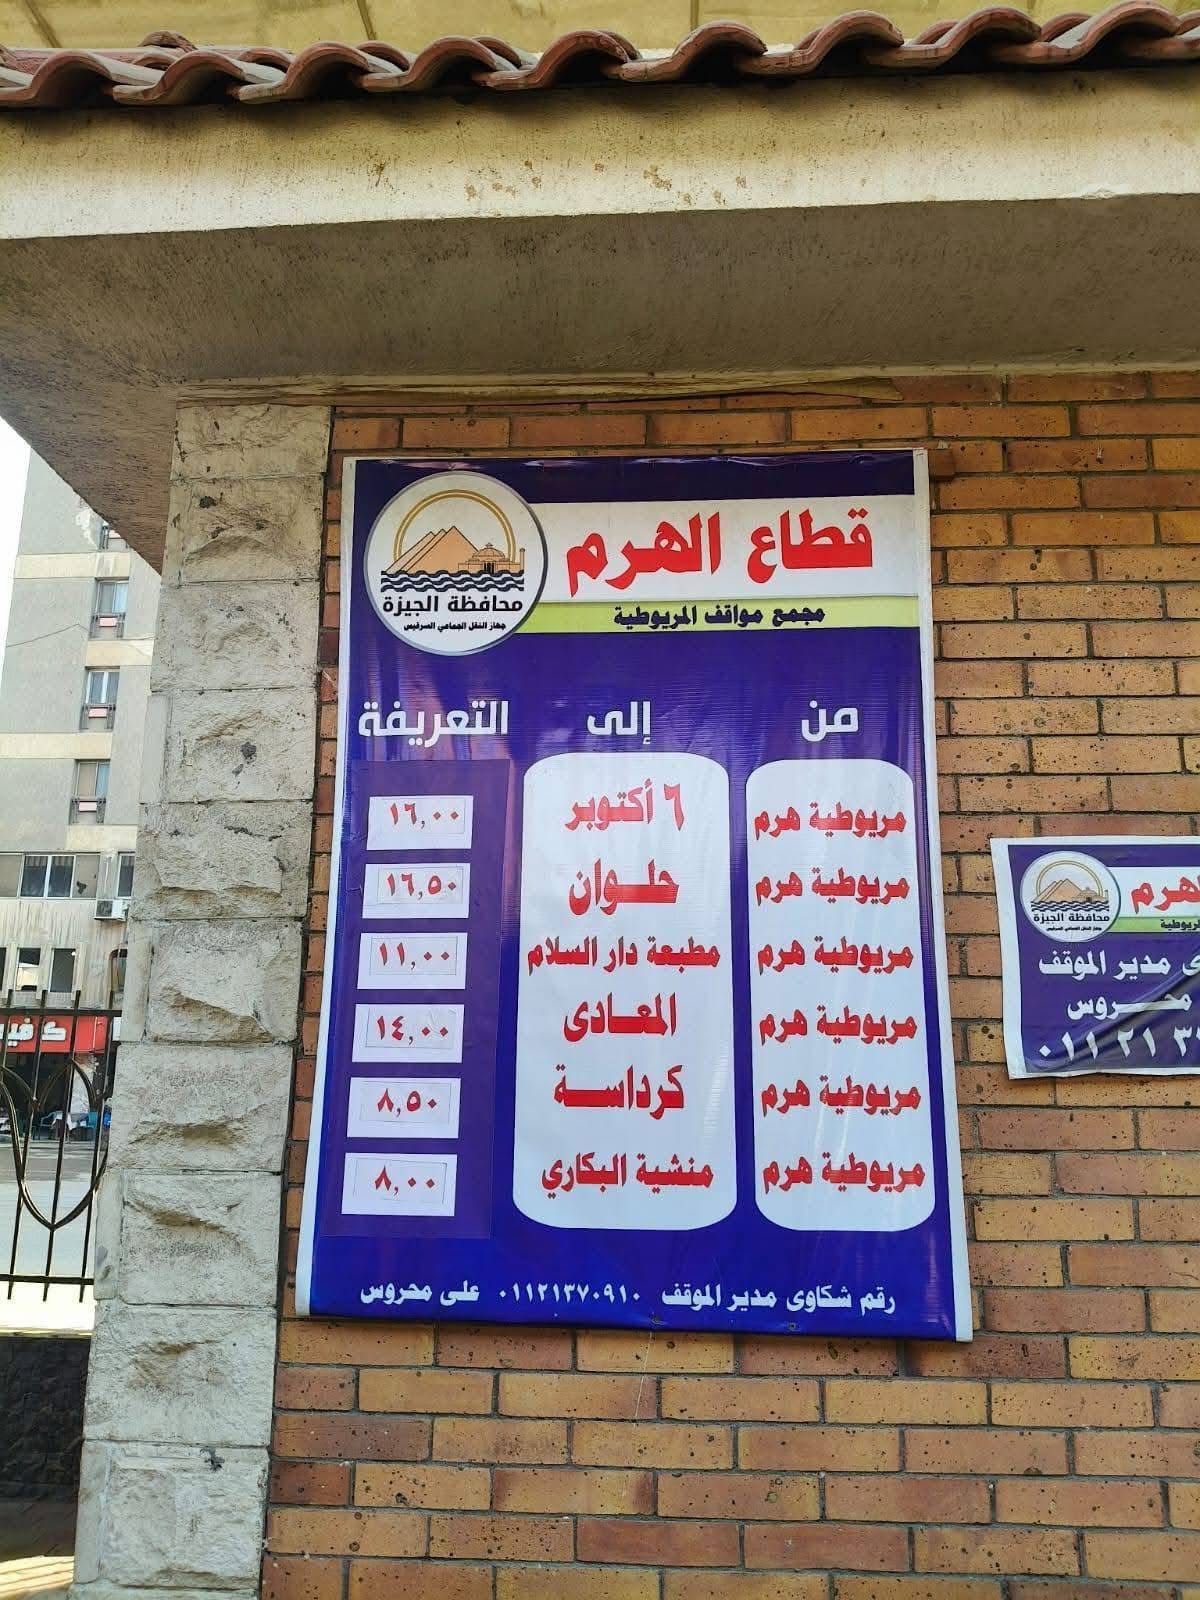 قطاع الهرم
مجمع مواقف المريوطية
محافظة الجيزة
جهاز النقل الجماعي السرفيس
من إلى التعريفة
مريوطية هرم ٦ أكتوبر ١٦,٠٠
مريوطية هرم حلوان ١٦,٥٠
مريوطية هرم مطبعة دار السلام ١١,٠٠
مريوطية هرم المعادى ١٤,٠٠
مريوطية هرم كرداسة ٨,٥٠
مريوطية هرم منشية البكاري ٨,٠٠
رقم شكاوى مدير الموقف ٠١١٢١٣٧٠٩١٠ على محروس
محافظة الجيزة
مدير الموقف
محروس